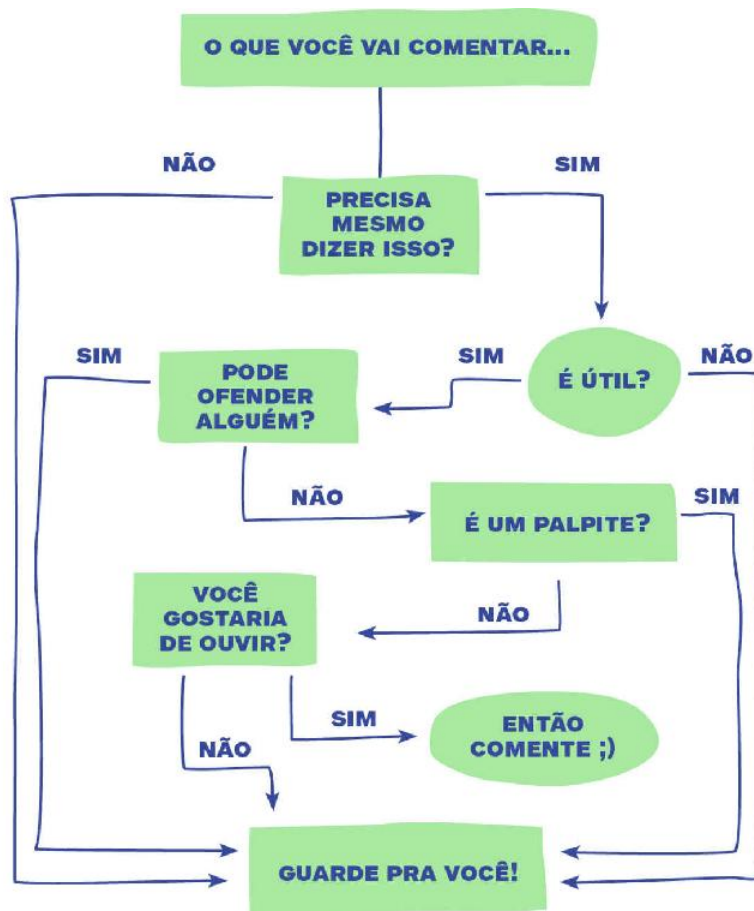 O QUE VOCÊ VAI COMENTAR...
NÃO
SIM
PRECISA
MESMO
DIZER ISSO?
SIM
PODE
OFENDER
ALGUÉM?
SIM
É ÚTIL?
NÃO
NÃO
É UM PALPITE?
SIM
VOCÊ
GOSTARIA
DE OUVIR?
NÃO
NÃO
SIM
ENTÃO
COMENTE ;)
GUARDE PRA VOCÊ!